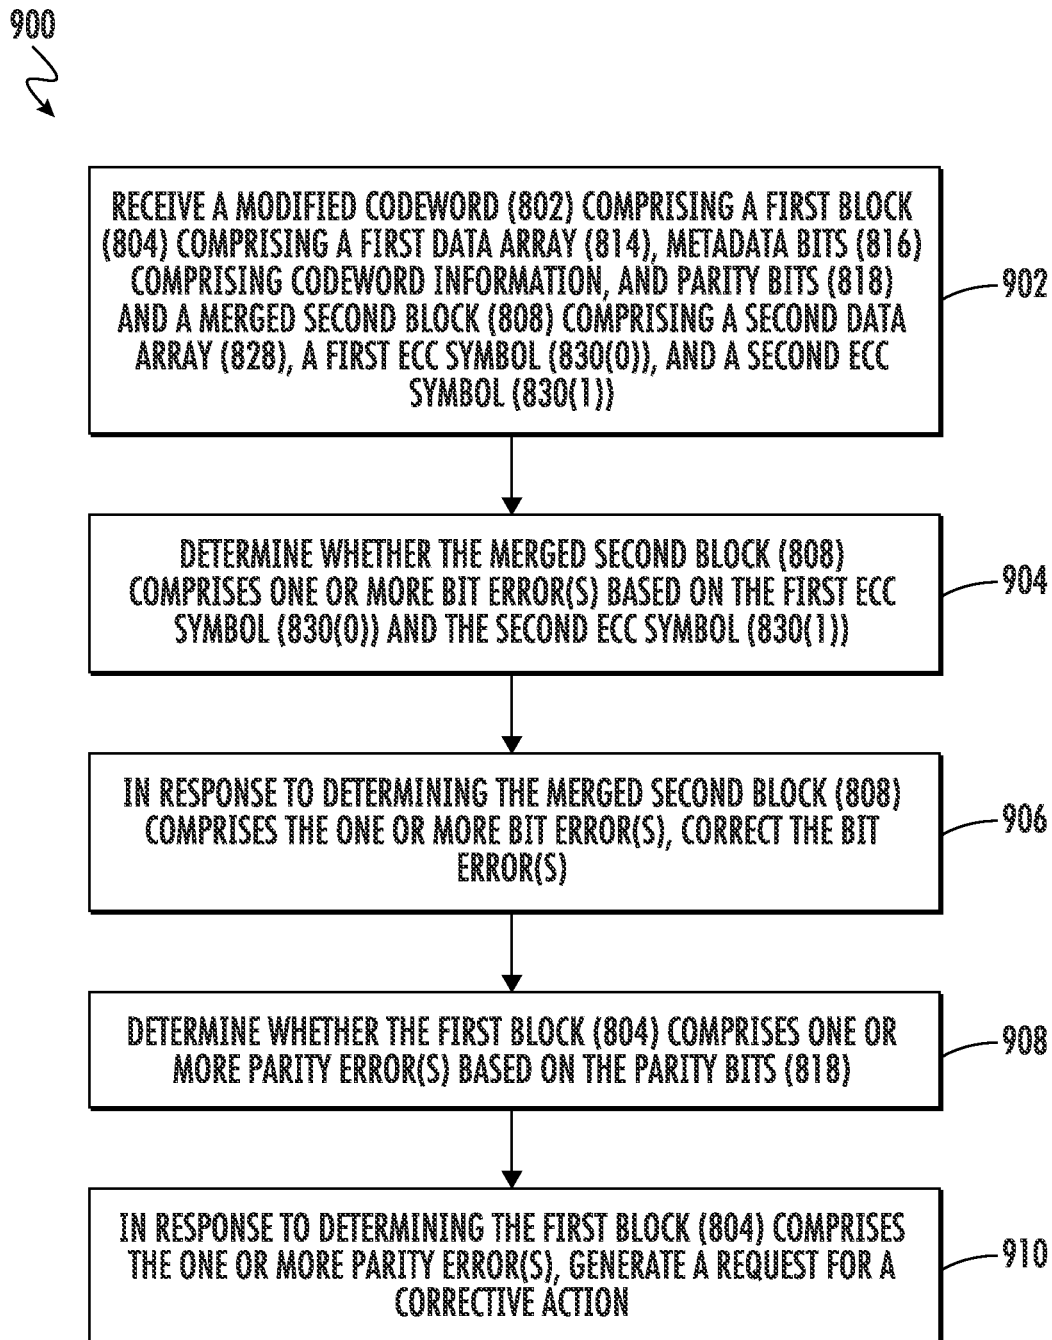 900
RECEIVE A MODIFIED CODEWORD (802) COMPRISING A FIRST BLOCK
(804) COMPRISING A FIRST DATA ARRAY (814), METADATA BITS (816)
COMPRISING CODEWORD INFORMATION, AND PARITY BITS (818)
AND A MERGED SECOND BLOCK (808) COMPRISING A SECOND DATA
ARRAY (828), A FIRST ECC SYMBOL (830(0)), AND A SECOND ECC
SYMBOL (830(1))
902
DETERMINE WHETHER THE MERGED SECOND BLOCK (808)
COMPRISES ONE OR MORE BIT ERROR(S) BASED ON THE FIRST ECC
SYMBOL (830(0)) AND THE SECOND ECC SYMBOL (830(1))
904
IN RESPONSE TO DETERMINING THE MERGED SECOND BLOCK (808)
COMPRISES THE ONE OR MORE BIT ERROR(S), CORRECT THE BIT
ERROR(S)
906
DETERMINE WHETHER THE FIRST BLOCK (804) COMPRISES ONE OR
MORE PARITY ERROR(S) BASED ON THE PARITY BITS (818)
908
IN RESPONSE TO DETERMINING THE FIRST BLOCK (804) COMPRISES
THE ONE OR MORE PARITY ERROR(S), GENERATE A REQUEST FOR A
CORRECTIVE ACTION
910